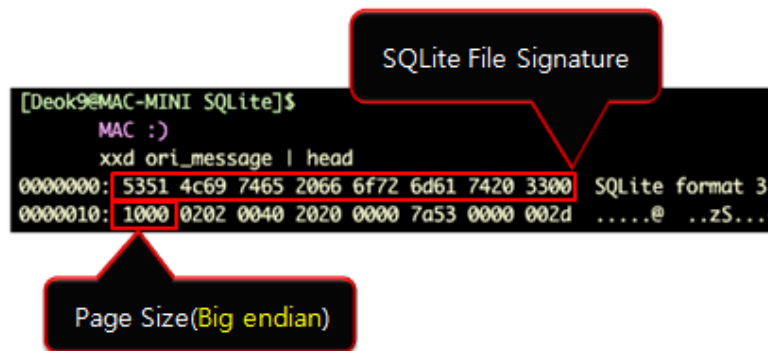 SQLite File Signature
[Deok9@MAC-MINI SQLite]$
MAC :)
xxd ori_message | head
0000000: 5351 4c69 7465 2066 6f72 6d61 7420 3300 SQLite format 3
0000010: 1000 0202 0040 2020 0000 7a53 0000 002d .....@ ..zS...
Page Size(Big endian)